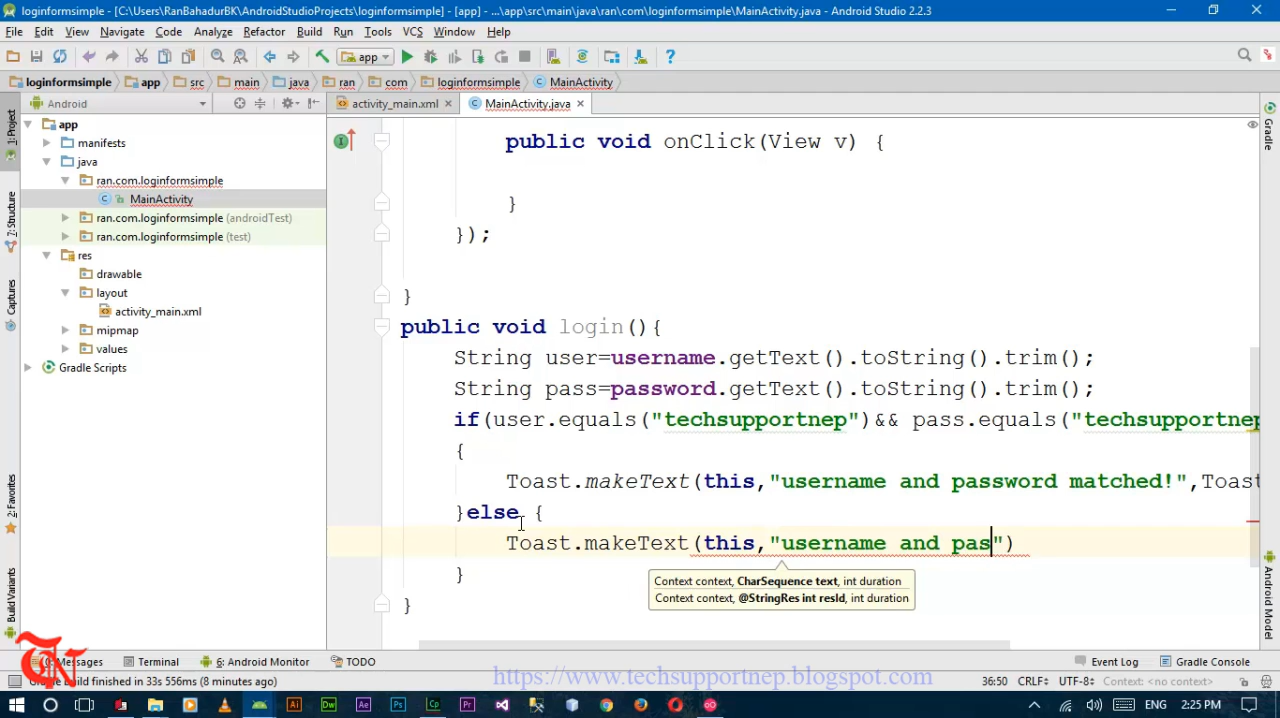 loginformsimple - [C:\Users\RanBahadurBK\AndroidStudioProjects\loginformsimple] - [app] - ...\app\src\main\java\ran\com\loginformsimple\MainActivity.java - Android Studio 2.2.3
File Edit View Navigate Code Analyze Refactor Build Run Tools VCS Window Help
app
loginformsimple app src main java ran com loginformsimple MainActivity.java
Android
activity_main.xml MainActivity.java
1: Project
7: Structure
Captures
2: Favorites
Build Variants
app
manifests
java
ran.com.loginformsimple
MainActivity
ran.com.loginformsimple (androidTest)
ran.com.loginformsimple (test)
res
drawable
layout
activity_main.xml
mipmap
values
Gradle Scripts
public void onClick(View v) {
}
});
}
public void login(){
String user=username.getText().toString().trim();
String pass=password.getText().toString().trim();
if(user.equals("techsupportnep")&& pass.equals("techsupportnep
{
Toast.makeText(this,"username and password matched!",Toast
}else {
Toast.makeText(this,"username and pas")
Context context, CharSequence text, int duration
Context context, @StringRes int resId, int duration
}
}
Gradle
Android Model
Messages Terminal 6: Android Monitor TODO Event Log Gradle Console
Gradle build finished in 33s 556ms (8 minutes ago)
https://www.techsupportnep.blogspot.com
36:50 CRLF÷ UTF-8÷ Context: <no context>
ENG 2:25 PM